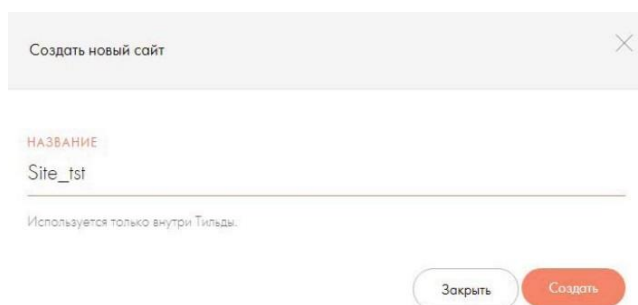 Создать новый сайт
НАЗВАНИЕ
Site_tst
Используется только внутри Тильды.
Закрыть
Создать